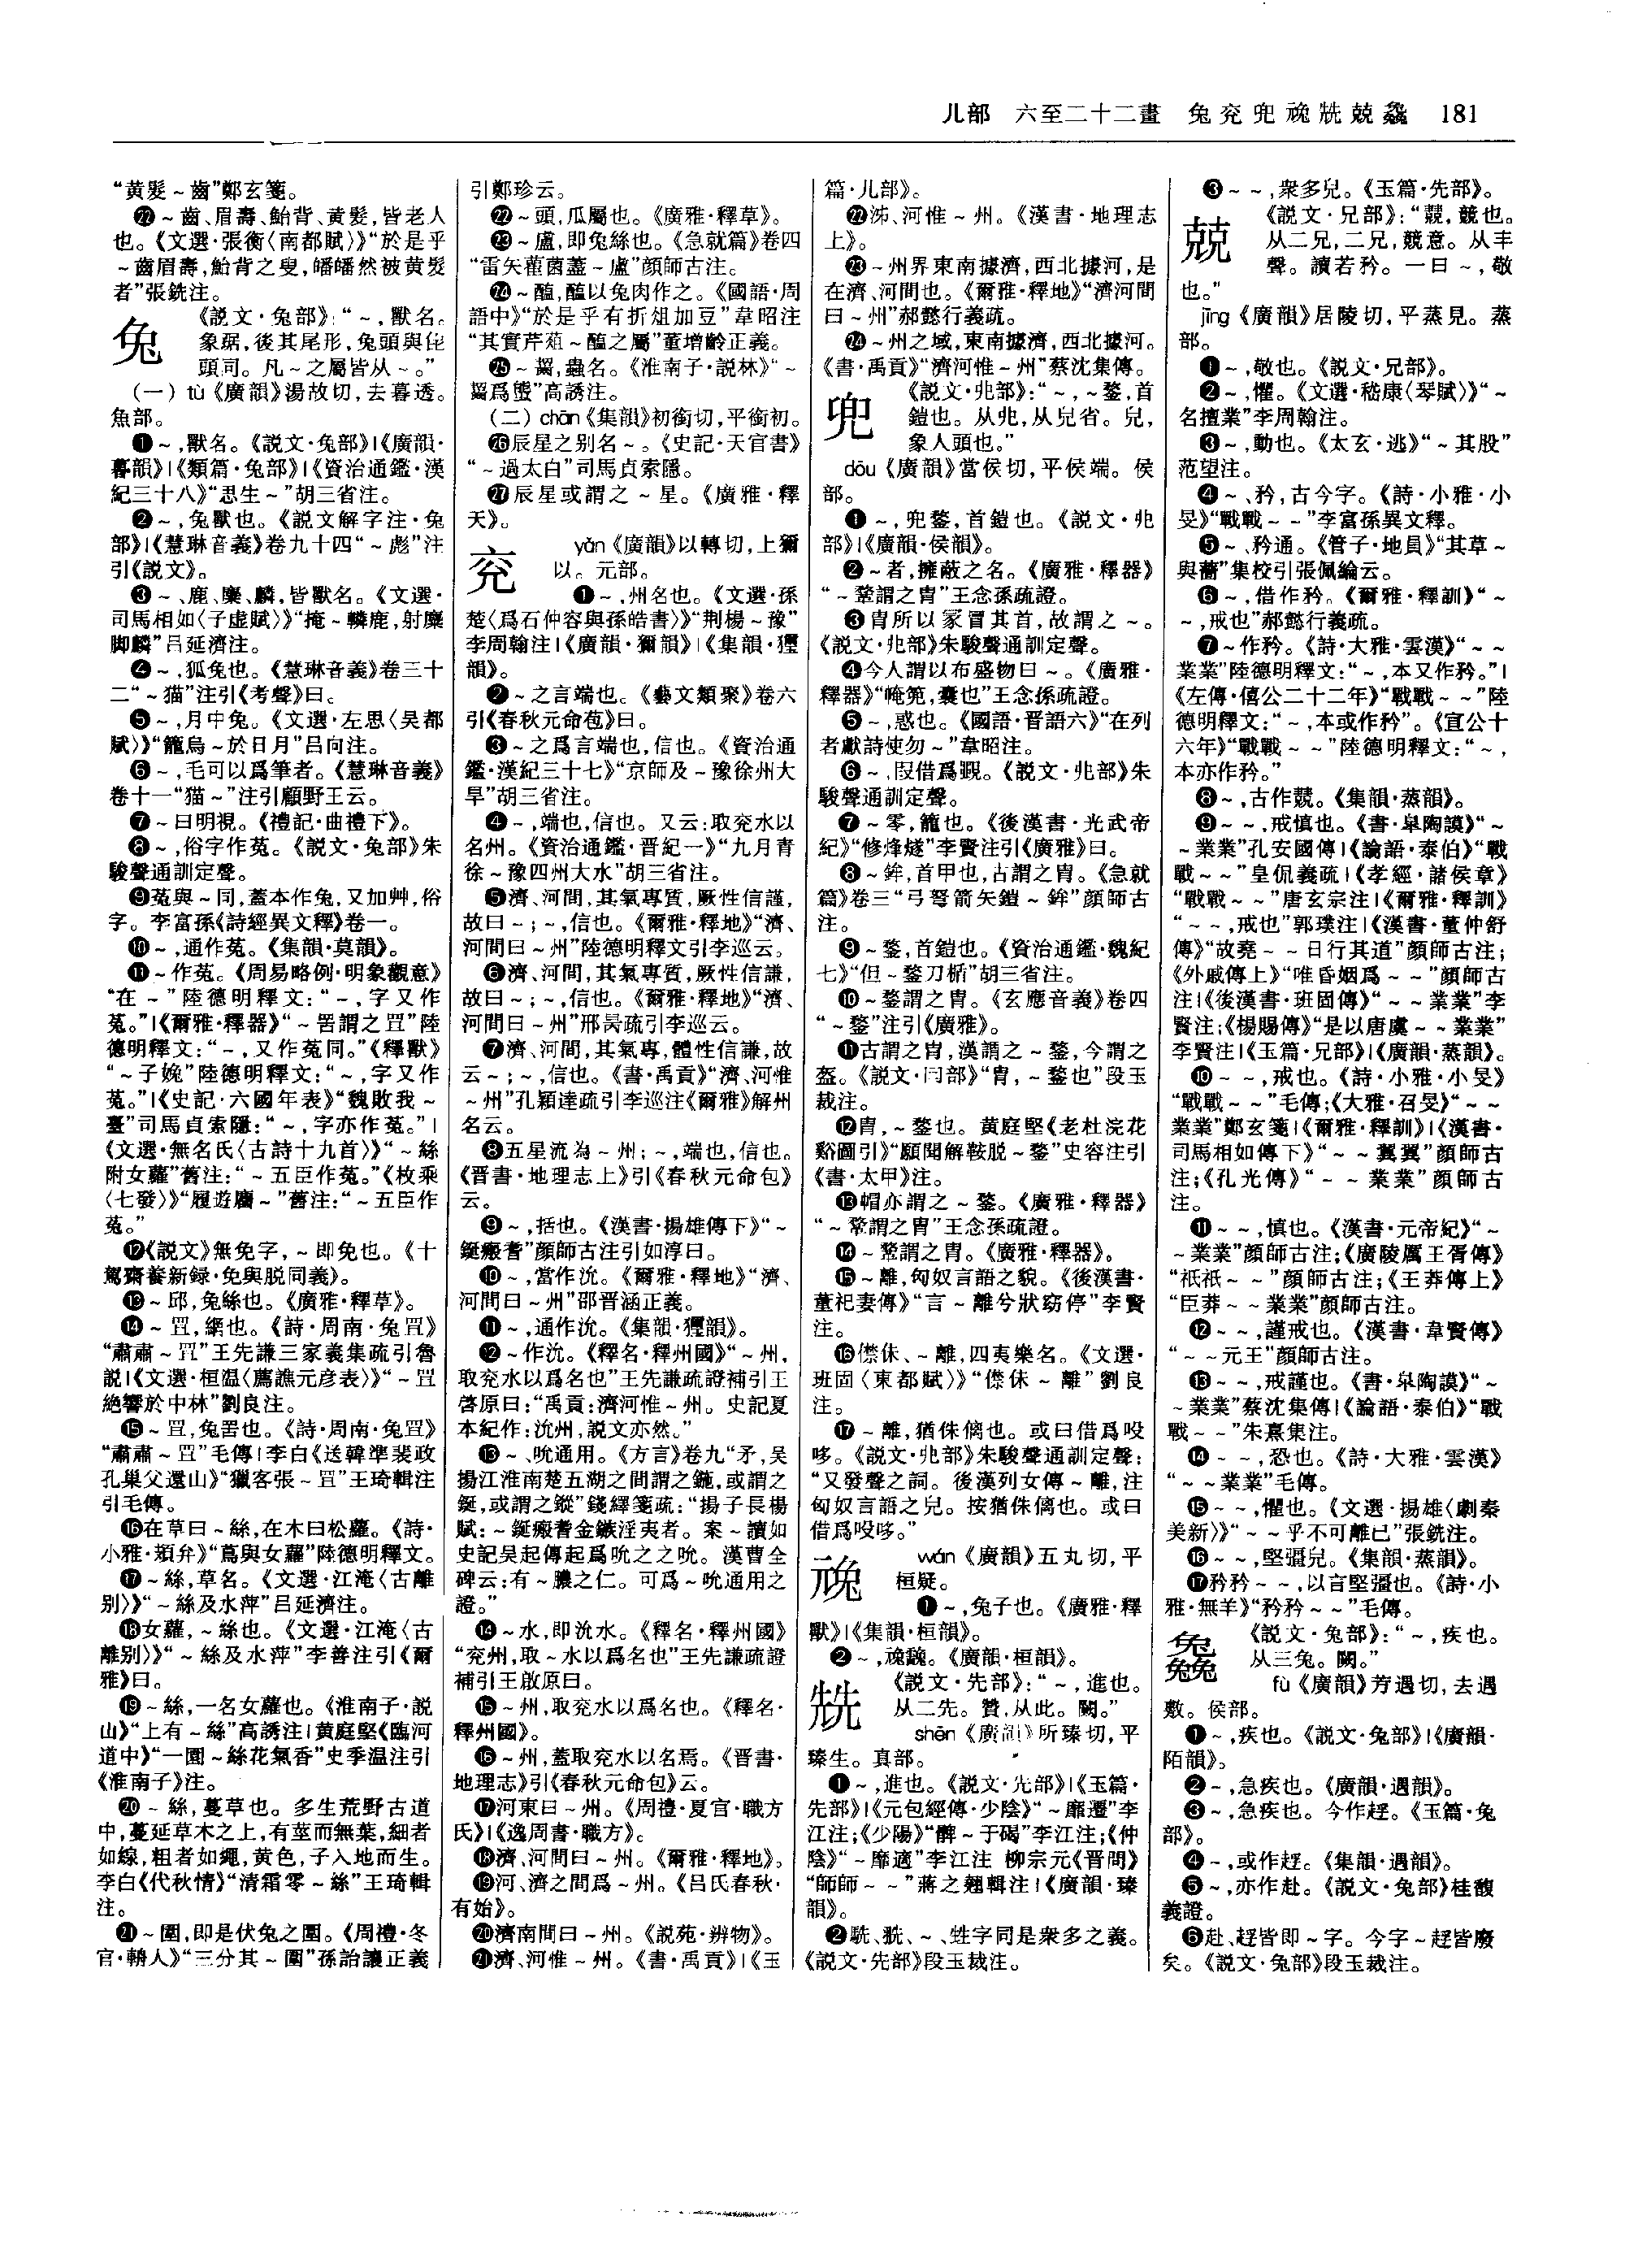 儿部　六至二十二畫　兔兖兜㝹兟兢鱻　181
“黄髮～齒”鄭玄箋。
㉒～齒、眉壽、鮐背、黄髮,皆老人
也。《文選·張衡〈南都賦〉》“於是乎
～齒眉壽,鮐背之叟,皤皤然被黄髮
者”張銑注。
兔
《説文·兔部》:“～,獸名。
象踞,後其尾形,兔頭與㲋
頭同。凡～之屬皆从～。”
(一) tù《廣韻》湯故切,去暮透。
魚部。
❶～,獸名。《説文·兔部》|《廣韻·
暮韻》|《類篇·兔部》|《資治通鑑·漢
紀三十八》“思生～”胡三省注。
❷～,兔獸也。《説文解字注·兔
部》|《慧琳音義》卷九十四“～彪”注
引《説文》。
❸～、鹿、麋、麟,皆獸名。《文選·
司馬相如〈子虚賦〉》“掩～轔鹿,射麋
脚麟”吕延濟注。
❹～,狐兔也。《慧琳音義》卷三十
二“～猫”注引《考聲》曰。
❺～,月中兔。《文選·左思〈吴都
賦〉》“籠烏～於日月”吕向注。
❻～,毛可以爲筆者。《慧琳音義》
卷十一“猫～”注引顧野王云。
❼～曰明視。《禮記·曲禮下》。
❽～,俗字作菟。《説文·兔部》朱
駿聲通訓定聲。
❾菟與～同,蓋本作兔,又加艸,俗
字。李富孫《詩經異文釋》卷一。
❿～,通作菟。《集韻·莫韻》。
⓫～作菟。《周易略例·明象觀意》
“在～”陸德明釋文:“～,字又作
菟。”|《爾雅·釋器》“～罟謂之罝”陸
德明釋文:“～,又作菟同。”《釋獸》
“～子娩”陸德明釋文:“～,字又作
菟。”|《史記·六國年表》“魏敗我～
臺”司馬貞索隱:“～,字亦作菟。”|
《文選·無名氏〈古詩十九首〉》“～絲
附女蘿”舊注:“～五臣作菟。”《枚乘
〈七發〉》“履遊麕～”舊注:“～五臣作
菟。”
⓬《説文》無免字,～即免也。《十
駕齋養新録·免與脱同義》。
⓭～邱,兔絲也。《廣雅·釋草》。
⓮～罝,網也。《詩·周南·兔罝》
“肅肅～罝”王先謙三家義集疏引魯
説|《文選·桓温〈薦譙元彦表〉》“～罝
絶響於中林”劉良注。
⓯～罝,兔罟也。《詩·周南·兔罝》
“肅肅～罝”毛傳|李白《送韓準裴政
孔巢父還山》“獵客張～罝”王琦輯注
引毛傳。
⓰在草曰～絲,在木曰松蘿。《詩·
小雅·頍弁》“蔦與女蘿”陸德明釋文。
⓱～絲,草名。《文選·江淹〈古離
别〉》“～絲及水萍”吕延濟注。
⓲女蘿,～絲也。《文選·江淹〈古
離别〉》“～絲及水萍”李善注引《爾
雅》曰。
⓳～絲,一名女蘿也。《淮南子·説
山》“上有～絲”高誘注|黄庭堅《臨河
道中》“一園～絲花氣香”史季温注引
《淮南子》注。
⓴～絲,蔓草也。多生荒野古道
中,蔓延草木之上,有莖而無葉,細者
如線,粗者如繩,黄色,子入地而生。
李白《代秋情》“清霜零～絲”王琦輯
注。
㉑～圍,即是伏兔之圍。《周禮·冬
官·輈人》“三分其～圍”孫詒讓正義
引鄭珍云。
㉒～頭,瓜屬也。《廣雅·釋草》。
㉓～盧,即兔絲也。《急就篇》卷四
“雷矢雚菌藎～盧”顔師古注。
㉔～醢,醢以兔肉作之。《國語·周
語中》“於是乎有折俎加豆”韋昭注
“其實芹菹～醢之屬”董增齡正義。
㉕～齧,蟲名。《淮南子·説林》“～
齧爲螚”高誘注。
(二) chān《集韻》初銜切,平銜初。
㉖辰星之别名～。《史記·天官書》
“～過太白”司馬貞索隱。
㉗辰星或謂之～星。《廣雅·釋
天》。
兖
yǎn《廣韻》以轉切,上獮
以。元部。
❶～,州名也。《文選·孫
楚〈爲石仲容與孫皓書〉》“荆楊～豫”
李周翰注|《廣韻·獮韻》|《集韻·玃
韻》。
❷～之言端也。《藝文類聚》卷六
引《春秋元命苞》曰。
❸～之爲言端也,信也。《資治通
鑑·漢紀三十七》“京師及～豫徐州大
旱”胡三省注。
❹～,端也,信也。又云:取兖水以
名州。《資治通鑑·晋紀一》“九月青
徐～豫四州大水”胡三省注。
❺濟、河間,其氣專質,厥性信謹,
故曰～;～,信也。《爾雅·釋地》“濟、
河間曰～州”陸德明釋文引李巡云。
❻濟、河間,其氣專質,厥性信謙,
故曰～;～,信也。《爾雅·釋地》“濟、
河間曰～州”邢昺疏引李巡云。
❼濟、河間,其氣專,體性信謙,故
云～;～,信也。《書·禹貢》“濟、河惟
～州”孔穎達疏引李巡注《爾雅》解州
名云。
❽五星流為～州;～,端也,信也。
《晋書·地理志上》引《春秋元命包》
云。
❾～,括也。《漢書·揚雄傳下》“～
鋋瘢耆”顔師古注引如淳曰。
❿～,當作沇。《爾雅·釋地》“濟、
河間曰～州”邵晋涵正義。
⓫～,通作沇。《集韻·玃韻》。
⓬～作沇。《釋名·釋州國》“～州,
取兖水以爲名也”王先謙疏證補引王
啓原曰:“禹貢:濟河惟～州。史記夏
本紀作:沇州,説文亦然。”
⓭～、吮通用。《方言》卷九“矛,吴
揚江淮南楚五湖之間謂之鍦,或謂之
鋋,或謂之鏦”錢繹箋疏:“揚子長楊
賦:～鋋瘢耆金鏃淫夷者。案～讀如
史記吴起傳起爲吮之之吮。漢曹全
碑云:有～膿之仁。可爲～吮通用之
證。”
⓮～水,即沇水。《釋名·釋州國》
“兖州,取～水以爲名也”王先謙疏證
補引王啟原曰。
⓯～州,取兖水以爲名也。《釋名·
釋州國》。
⓰～州,蓋取兖水以名焉。《晋書·
地理志》引《春秋元命包》云。
⓱河東曰～州。《周禮·夏官·職方
氏》|《逸周書·職方》。
⓲濟、河間曰～州。《爾雅·釋地》。
⓳河、濟之間爲～州。《吕氏春秋·
有始》。
⓴濟南間曰～州。《説苑·辨物》。
㉑濟、河惟～州。《書·禹貢》|《玉
篇·儿部》。
㉒泲、河惟～州。《漢書·地理志
上》。
㉓～州界東南據濟,西北據河,是
在濟、河間也。《爾雅·釋地》“濟河間
曰～州”郝懿行義疏。
㉔～州之域,東南據濟,西北據河。
《書·禹貢》“濟河惟～州”蔡沈集傳。
兜
《説文·𠑹部》:“～,～鍪,首
鎧也。从𠑹,从皃省。皃,
象人頭也。”
dōu《廣韻》當侯切,平侯端。侯
部。
❶～,兜鍪,首鎧也。《説文·𠑹
部》|《廣韻·侯韻》。
❷～者,擁蔽之名。《廣雅·釋器》
“～鍪謂之胄”王念孫疏證。
❸胄所以冡冒其首,故謂之～。
《説文·𠑹部》朱駿聲通訓定聲。
❹今人謂以布盛物曰～。《廣雅·
釋器》“㡋㡈,囊也”王念孫疏證。
❺～,惑也。《國語·晋語六》“在列
者獻詩使勿～”韋昭注。
❻～,叚借爲覴。《説文·𠑹部》朱
駿聲通訓定聲。
❼～零,籠也。《後漢書·光武帝
紀》“修烽燧”李賢注引《廣雅》曰。
❽～鉾,首甲也,古謂之胄。《急就
篇》卷三“弓弩箭矢鎧～鉾”顔師古
注。
❾～鍪,首鎧也。《資治通鑑·魏紀
七》“但～鍪刀楯”胡三省注。
❿～鍪謂之胄。《玄應音義》卷四
“～鍪”注引《廣雅》。
⓫古謂之胄,漢謂之～鍪,今謂之
盔。《説文·冃部》“胄,～鍪也”段玉
裁注。
⓬胄,～鍪也。黄庭堅《老杜浣花
谿圖引》“願聞解鞍脱～鍪”史容注引
《書·太甲》注。
⓭帽亦謂之～鍪。《廣雅·釋器》
“～鍪謂之胄”王念孫疏證。
⓮～鍪謂之胄。《廣雅·釋器》。
⓯～離,匈奴言語之貌。《後漢書·
董祀妻傳》“言～離兮狀窈停”李賢
注。
⓰僸佅、～離,四夷樂名。《文選·
班固〈東都賦〉》“僸佅～離”劉良
注。
⓱～離,猶侏𠌯也。或曰借爲吺
哆。《説文·𠑹部》朱駿聲通訓定聲:
“又發聲之詞。後漢列女傳～離,注
匈奴言語之皃。按猶侏𠌯也。或曰
借爲吺哆。”
wán《廣韻》五丸切,平
桓疑。
❶～,兔子也。《廣雅·釋
獸》|《集韻·桓韻》。
❷～,㝹魏。《廣韻·桓韻》。
兟
《説文·先部》:“～,進也。
从二先。贊,从此。闕。”
shēn《廣韻》所臻切,平
臻生。真部。
❶～,進也。《説文·先部》|《玉篇·
先部》|《元包經傳·少陰》“～靡遷”李
江注;《少陽》“髀～于碣”李江注;《仲
陰》“～靡適”李江注 柳宗元《晋問》
“師師～～”蔣之翹輯注|《廣韻·臻
韻》。
❷駪、㹴、～、甡字同是衆多之義。
《説文·先部》段玉裁注。
❸～～,衆多皃。《玉篇·先部》。
兢
《説文·兄部》:“兢,競也。
从二兄,二兄,競意。从丰
聲。讀若矜。一曰～,敬
也。”
jīng《廣韻》居陵切,平蒸見。蒸
部。
❶～,敬也。《説文·兄部》。
❷～,懼。《文選·嵇康〈琴賦〉》“～
名擅業”李周翰注。
❸～,動也。《太玄·逃》“～其股”
范望注。
❹～、矜,古今字。《詩·小雅·小
旻》“戰戰～～”李富孫異文釋。
❺～、矜通。《管子·地員》“其草～
與薔”集校引張佩綸云。
❻～,借作矜。《爾雅·釋訓》“～
～,戒也”郝懿行義疏。
❼～作矜。《詩·大雅·雲漢》“～～
業業”陸德明釋文:“～,本又作矜。”|
《左傳·僖公二十二年》“戰戰～～”陸
德明釋文:“～,本或作矜”。《宣公十
六年》“戰戰～～”陸德明釋文:“～,
本亦作矜。”
❽～,古作兢。《集韻·蒸韻》。
❾～～,戒慎也。《書·臯陶謨》“～
～業業”孔安國傳|《論語·泰伯》“戰
戰～～”皇侃義疏|《孝經·諸侯章》
“戰戰～～”唐玄宗注|《爾雅·釋訓》
“～～,戒也”郭璞注|《漢書·董仲舒
傳》“故堯～～日行其道”顔師古注;
《外戚傳上》“唯昏姻爲～～”顔師古
注|《後漢書·班固傳》“～～業業”李
賢注;《楊賜傳》“是以唐虞～～業業”
李賢注|《玉篇·兄部》|《廣韻·蒸韻》。
❿～～,戒也。《詩·小雅·小旻》
“戰戰～～”毛傳;《大雅·召旻》“～～
業業”鄭玄箋|《爾雅·釋訓》|《漢書·
司馬相如傳下》“～～翼翼”顔師古
注;《孔光傳》“～～業業”顔師古
注。
⓫～～,慎也。《漢書·元帝紀》“～
～業業”顔師古注;《廣陵厲王胥傳》
“祇祇～～”顔師古注;《王莽傳上》
“臣莽～～業業”顔師古注。
⓬～～,謹戒也。《漢書·韋賢傳》
“～～元王”顔師古注。
⓭～～,戒謹也。《書·臯陶謨》“～
～業業”蔡沈集傳|《論語·泰伯》“戰
戰～～”朱熹集注。
⓮～～,恐也。《詩·大雅·雲漢》
“～～業業”毛傳。
⓯～～,懼也。《文選·揚雄〈劇秦
美新〉》“～～乎不可離已”張銑注。
⓰～～,堅彊皃。《集韻·蒸韻》。
⓱矜矜～～,以言堅彊也。《詩·小
雅·無羊》“矜矜～～”毛傳。
《説文·兔部》:“～,疾也。
从三兔。闕。”
fù《廣韻》芳遇切,去遇
敷。侯部。
❶～,疾也。《説文·兔部》|《廣韻·
陌韻》。
❷～,急疾也。《廣韻·遇韻》。
❸～,急疾也。今作趕。《玉篇·兔
部》。
❹～,或作趕。《集韻·遇韻》。
❺～,亦作赴。《説文·兔部》桂馥
義證。
❻赴、趕皆即～字。今字～趕皆廢
矣。《説文·兔部》段玉裁注。